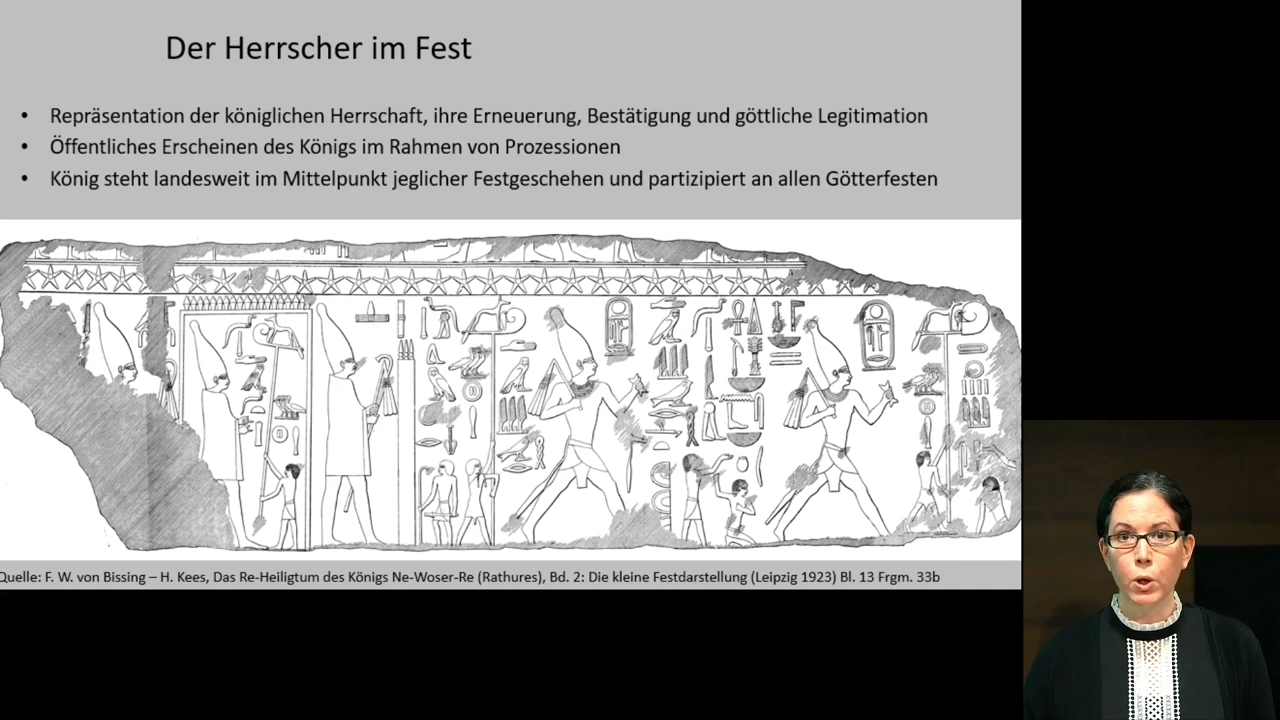 Der Herrscher im Fest
• Repräsentation der königlichen Herrschaft, ihre Erneuerung, Bestätigung und göttliche Legitimation
• Öffentliches Erscheinen des Königs im Rahmen von Prozessionen
• König steht landesweit im Mittelpunkt jeglicher Festgeschehen und partizipiert an allen Götterfesten
Quelle: F. W. von Bissing – H. Kees, Das Re-Heiligtum des Königs Ne-Woser-Re (Rathures), Bd. 2: Die kleine Festdarstellung (Leipzig 1923) Bl. 13 Frgm. 33b